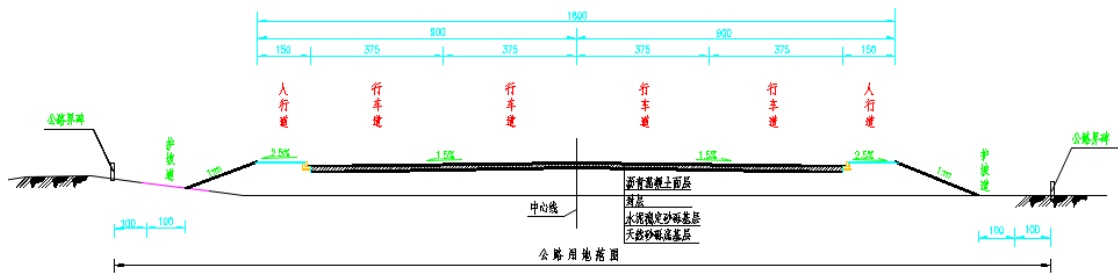 1800
900 900
150 375 375 375 375 150
人行道 行车道 行车道 行车道 行车道 人行道
公路界碑 公路界碑
护坡道 护坡道
2.5% 1.5% 1.5% 2.5%
沥青混凝土面层
封层
水泥稳定砂砾基层
天然砂砾底基层
中心线
100 100 100
公路用地范围